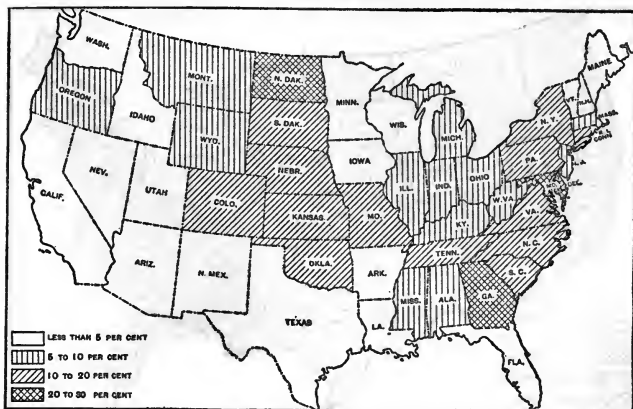 WASH.
MONT.
N. DAK.
MINN.
MAINE
OREGON
IDAHO
WYO.
S. DAK.
WIS.
MICH.
N. Y.
VT.
N.H.
MASS.
R. I.
CONN.
NEV.
UTAH
NEBR.
IOWA
ILL.
IND.
OHIO
PA.
N. J.
DEL.
MD.
CALIF.
COLO.
KANSAS.
MO.
KY.
W. VA.
VA.
ARIZ.
N. MEX.
OKLA.
ARK.
TENN.
N. C.
S. C.
TEXAS
LA.
MISS.
ALA.
GA.
FLA.
LESS THAN 5 PER CENT
5 TO 10 PER CENT
10 TO 20 PER CENT
20 TO 30 PER CENT